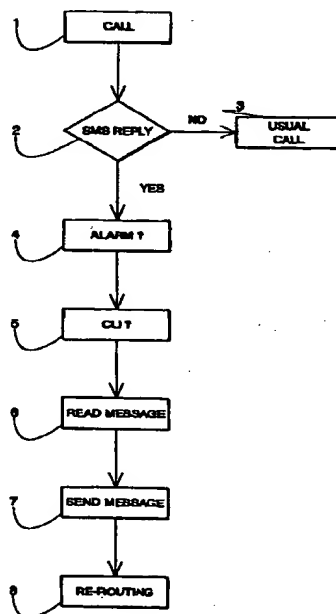 1
CALL
2
SMS REPLY
NO
3
USUAL
CALL
YES
4
ALARM ?
5
CLI ?
6
READ MESSAGE
7
SEND MESSAGE
8
RE-ROUTING